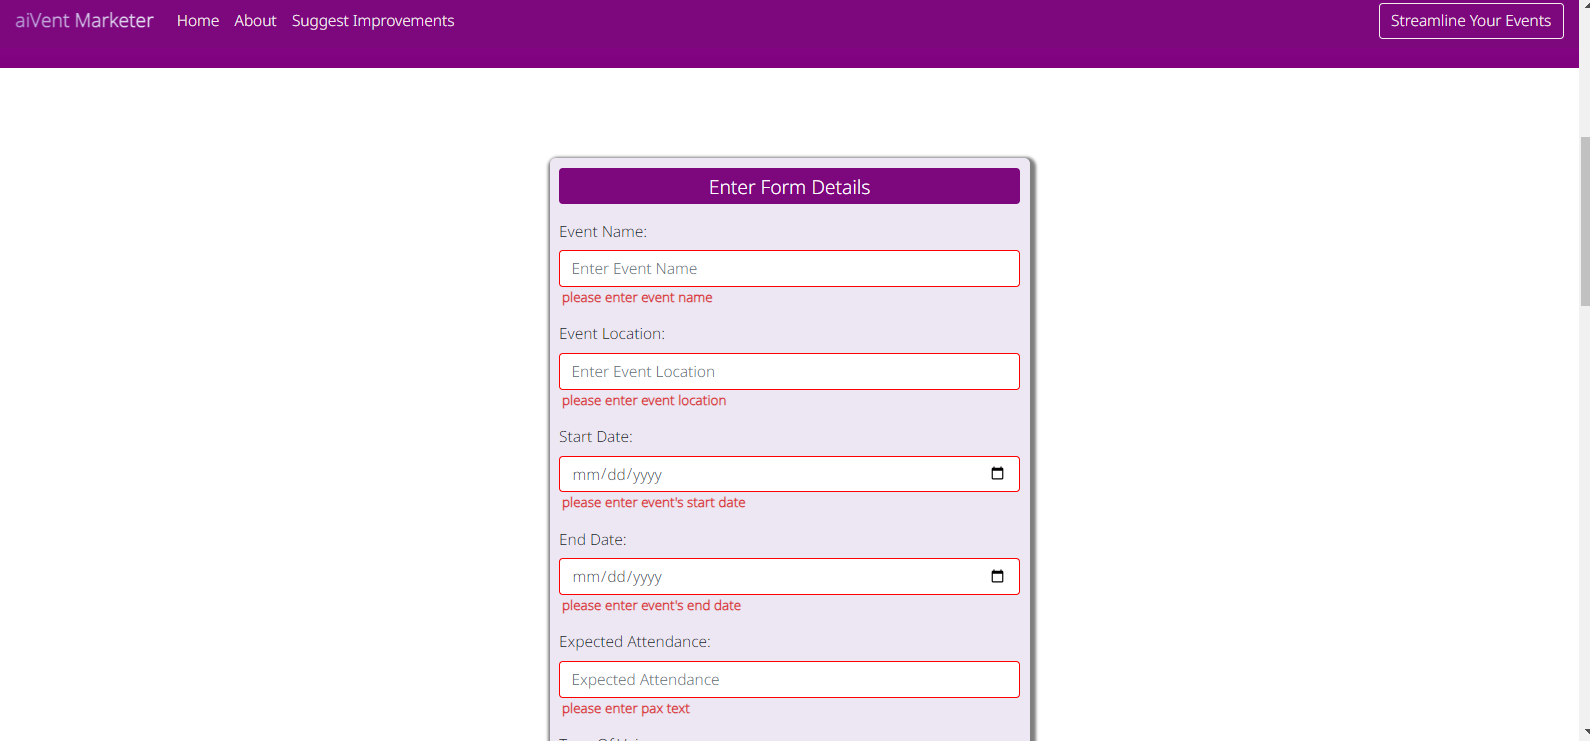 aiVent Marketer Home About Suggest Improvements Streamline Your Events
Enter Form Details
Event Name:
Enter Event Name
please enter event name
Event Location:
Enter Event Location
please enter event location
Start Date:
mm/dd/yyyy
please enter event's start date
End Date:
mm/dd/yyyy
please enter event's end date
Expected Attendance:
Expected Attendance
please enter pax text